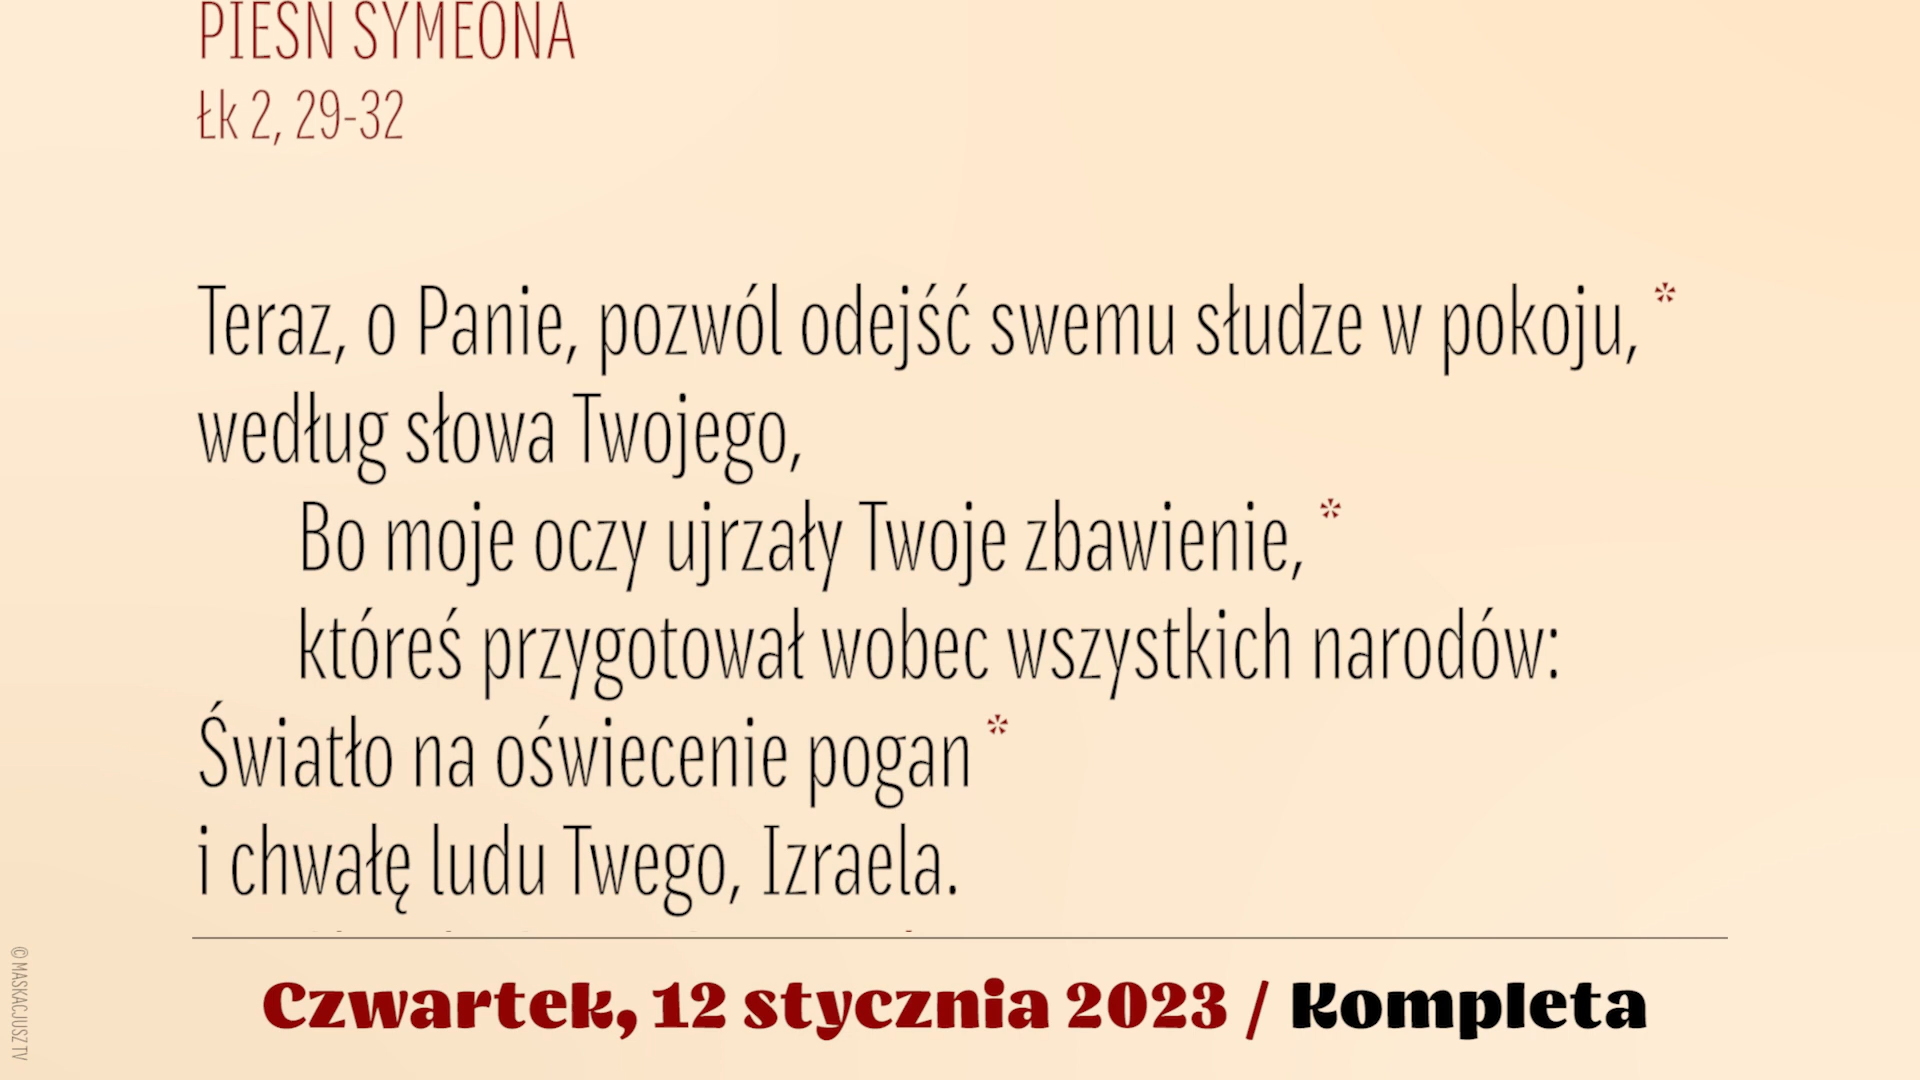 PIEŚŃ SYMEONA
Łk 2, 29-32
Teraz, o Panie, pozwól odejść swemu słudze w pokoju, *
według słowa Twojego,
Bo moje oczy ujrzały Twoje zbawienie, *
któreś przygotował wobec wszystkich narodów:
Światło na oświecenie pogan *
i chwałę ludu Twego, Izraela.
Czwartek, 12 stycznia 2023 / Kompleta
© MASKACJUSZ TV